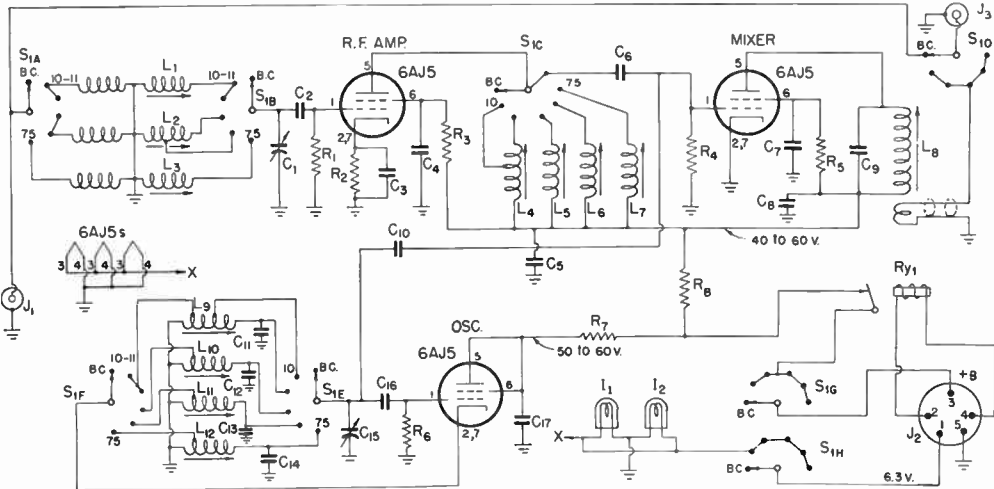 J3
S1D
B.C.
R.F. AMP.
6AJ5
5
1
6
2,7
S1A
B.C.
10-11
75
L1
L2
L3
10-11
75
B.C
S1B
C1
C2
R1
R2
C3
C4
R3
S1C
B.C
10
75
L4
L5
L6
L7
C5
C6
MIXER
6AJ5
5
1
6
2,7
R4
C7
R5
C8
C9
L8
40 TO 60 V.
C10
6AJ5s
3 4 3 4 3 4
X
J1
L9
L10
L11
L12
C11
C12
C13
C14
S1F
B.C.
10-11
75
10
75
B.C.
S1E
C15
C16
R6
OSC.
6AJ5
5
1
6
2,7
C17
50 TO 60 V.
R7
R8
I1
I2
X
Ry1
S1G
BC
S1H
BC
+B
3
2
4
1
5
J2
6.3 V.